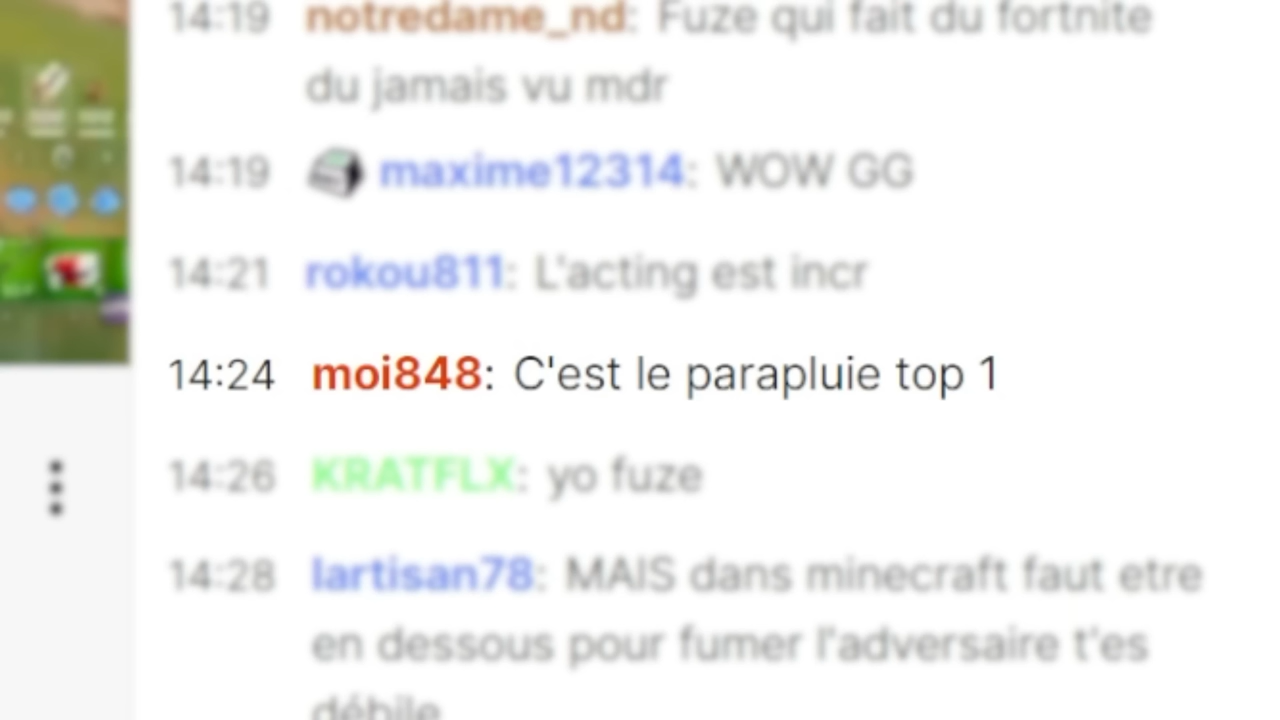 14:19 notredame_nd: Fuze qui fait du fortnite
du jamais vu mdr
14:19 maxime12314: WOW GG
14:21 rokou811: L'acting est incr
14:24 moi848: C'est le parapluie top 1
14:26 KRATFLX: yo fuze
14:28 lartisan78: MAIS dans minecraft faut etre
en dessous pour fumer l'adversaire t'es
débile